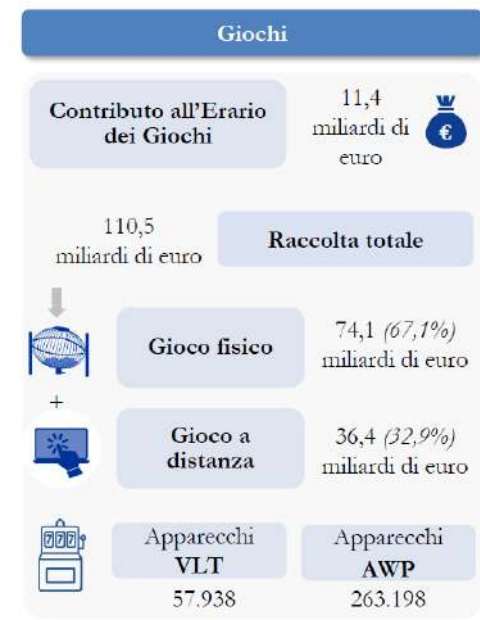 Giochi
Contributo all'Erario
dei Giochi
11,4
miliardi di
euro
€
110,5
miliardi di euro
Raccolta totale
Gioco fisico
74,1 (67,1%)
miliardi di euro
+
Gioco a
distanza
36,4 (32,9%)
miliardi di euro
777
Apparecchi
VLT
57.938
Apparecchi
AWP
263.198